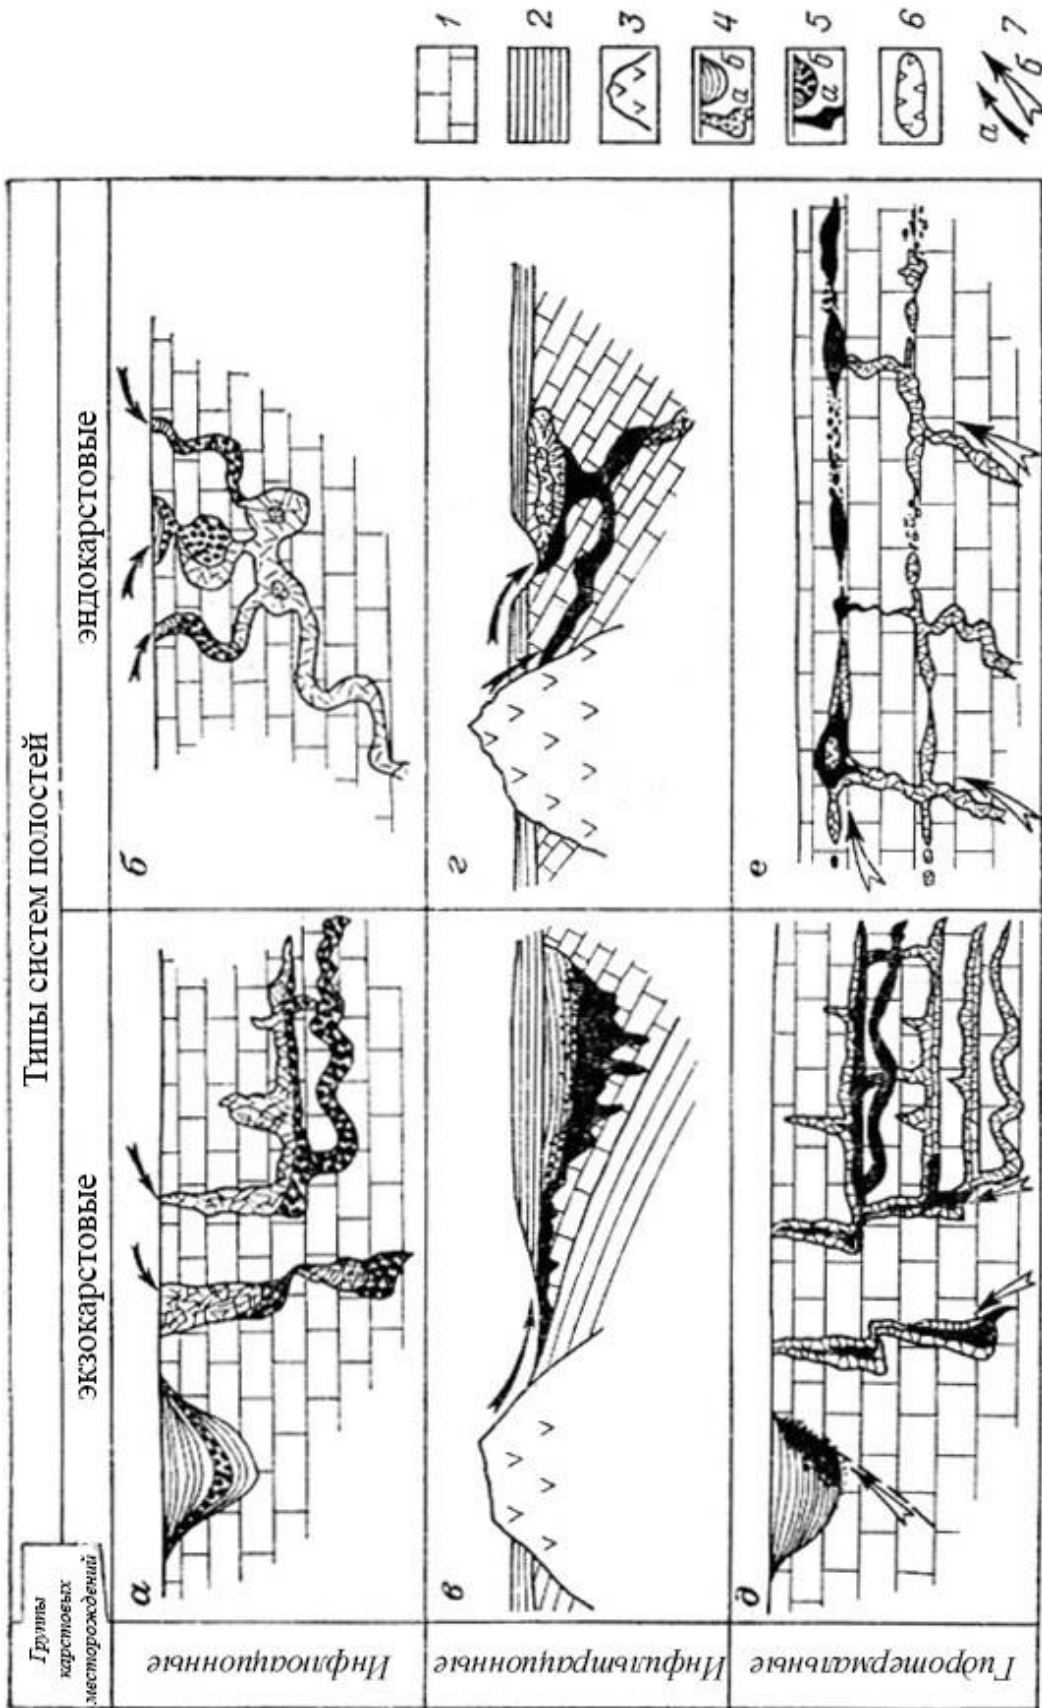 Типы систем полостей
Группы
карстовых
месторождений
экзокарстовые
эндокарстовые
Инфлюационные
а
б
Инфильтрационные
в
г
Гидротермальные
д
е
1
2
3
а б 4
а б 5
6
а
б
7